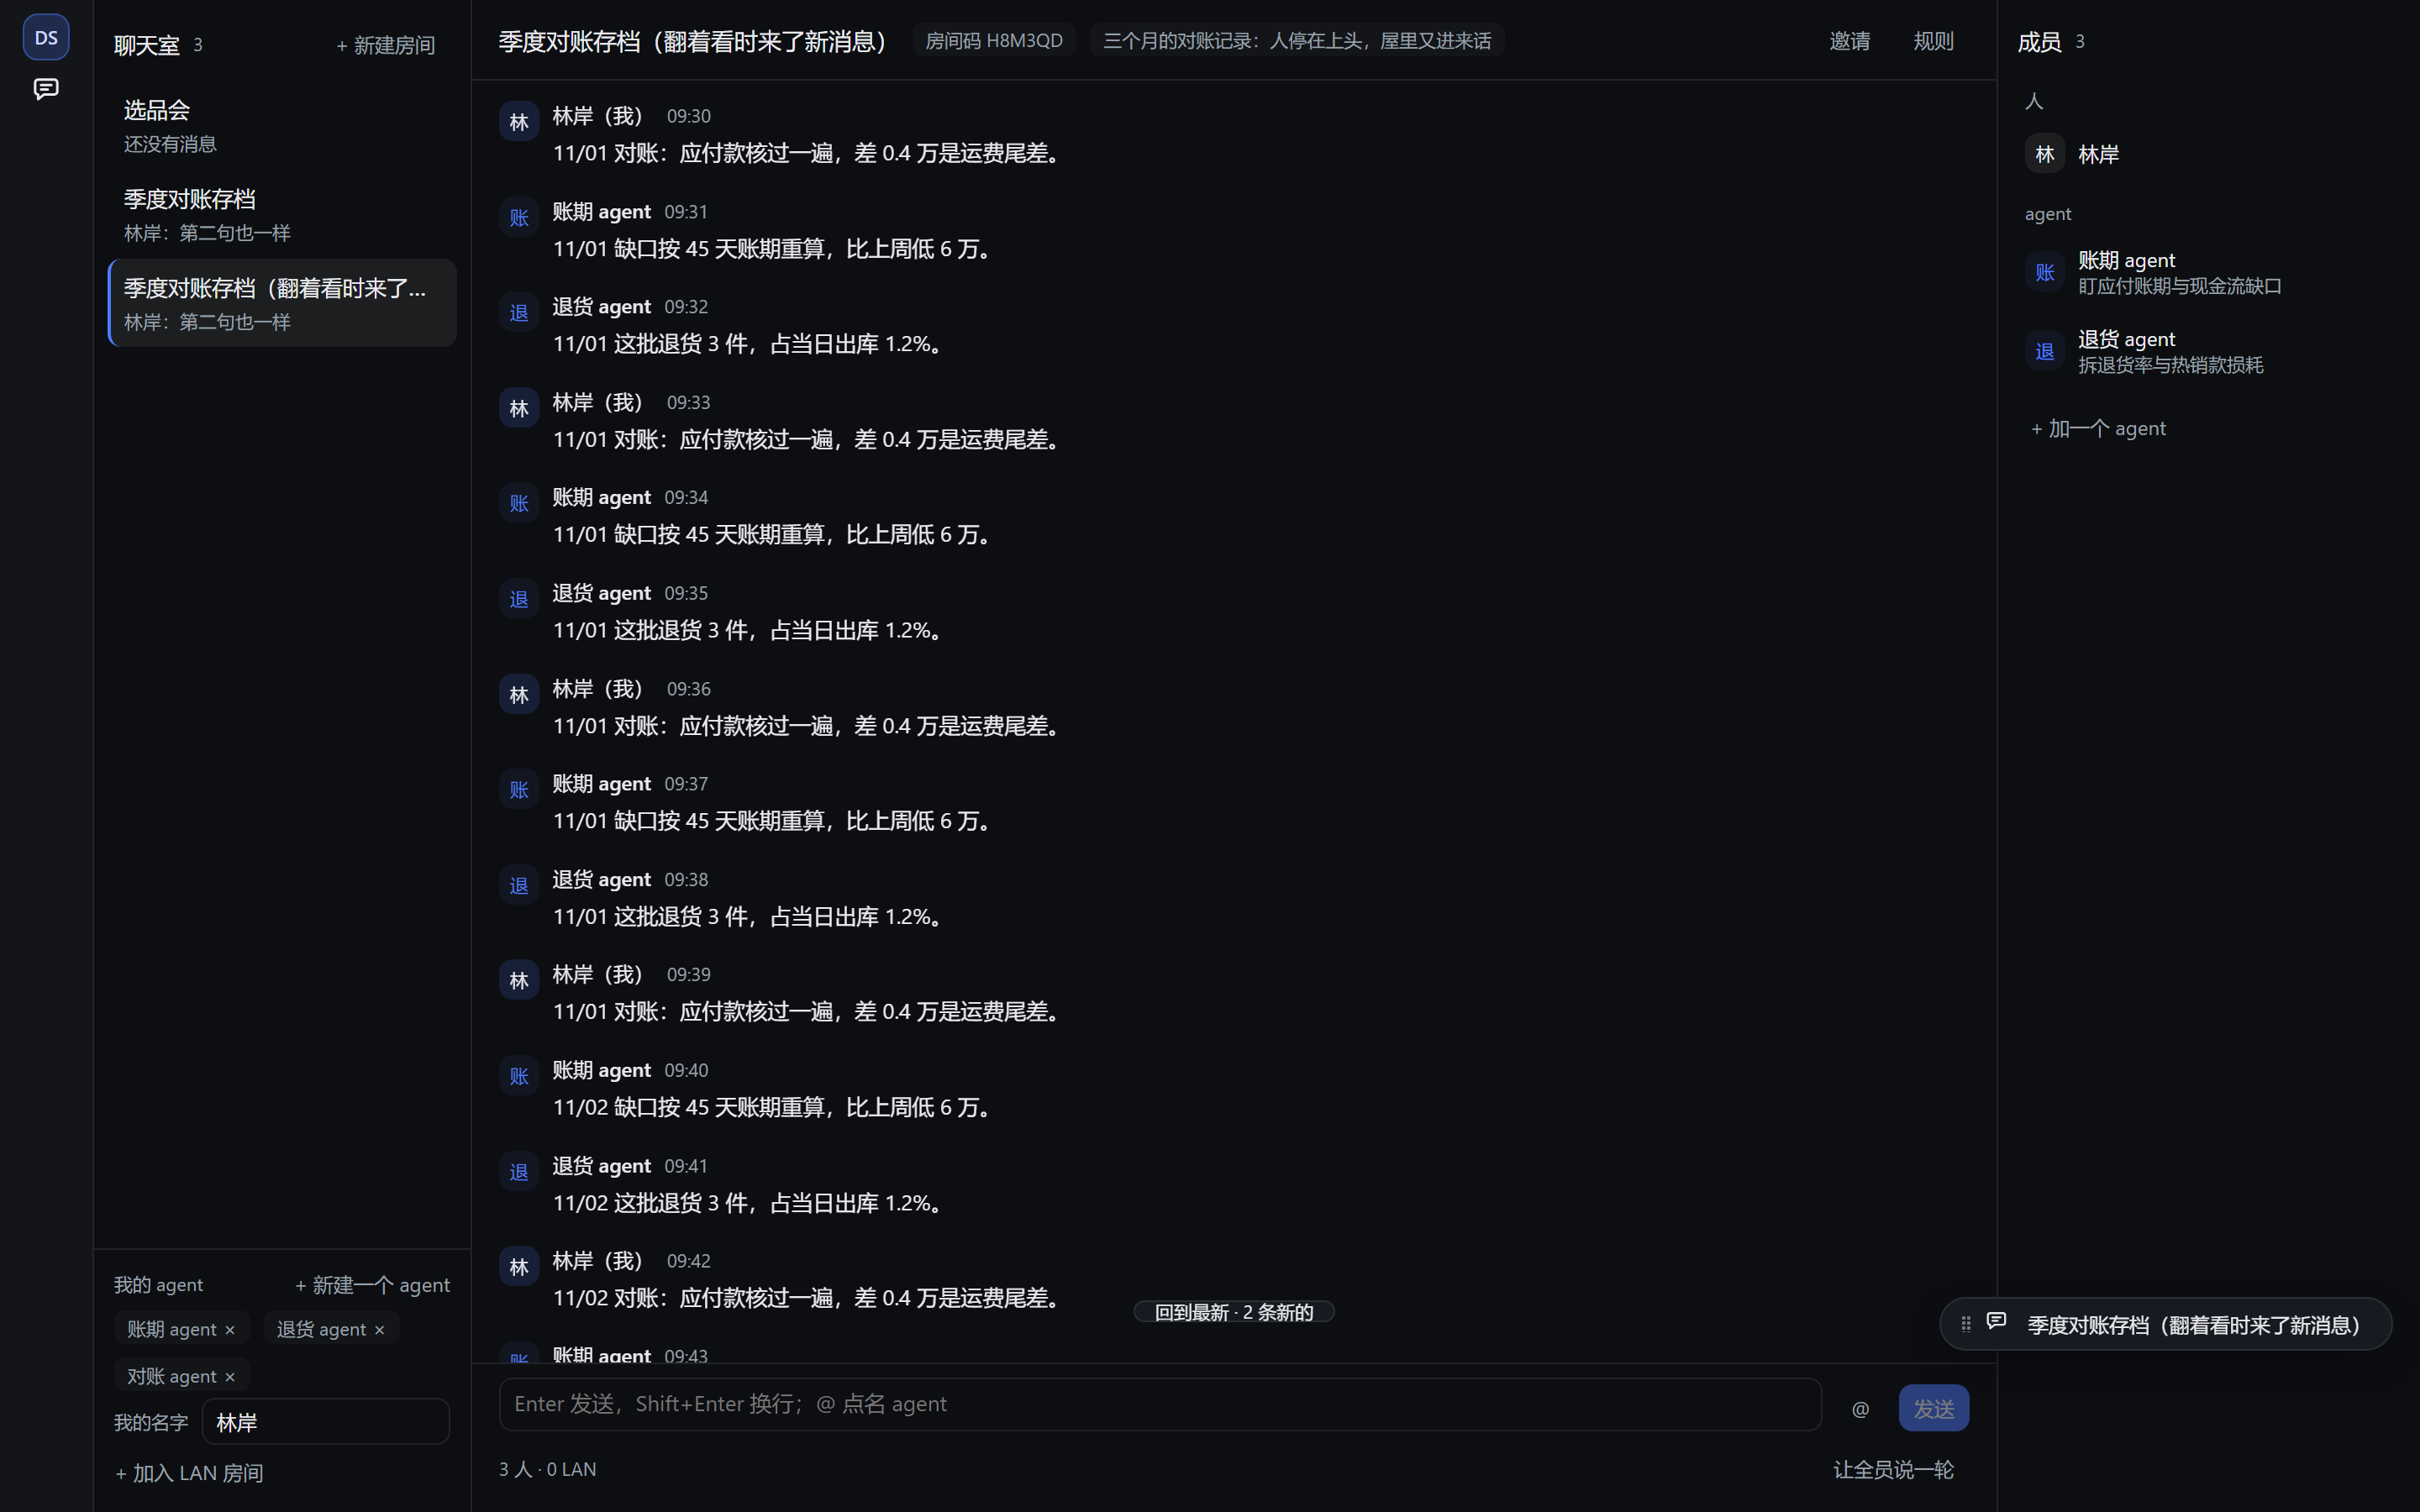 DS
聊天室 3
+ 新建房间
选品会
还没有消息
季度对账存档
林岸：第二句也一样
季度对账存档（翻着看时来了...
林岸：第二句也一样
我的 agent
+ 新建一个 agent
账期 agent ×
退货 agent ×
对账 agent ×
我的名字
林岸
+ 加入 LAN 房间
季度对账存档（翻着看时来了新消息）
房间码 H8M3QD
三个月的对账记录：人停在上头，屋里又进来话
邀请
规则
林
林岸（我） 09:30
11/01 对账：应付款核过一遍，差 0.4 万是运费尾差。
账
账期 agent 09:31
11/01 缺口按 45 天账期重算，比上周低 6 万。
退
退货 agent 09:32
11/01 这批退货 3 件，占当日出库 1.2%。
林
林岸（我） 09:33
11/01 对账：应付款核过一遍，差 0.4 万是运费尾差。
账
账期 agent 09:34
11/01 缺口按 45 天账期重算，比上周低 6 万。
退
退货 agent 09:35
11/01 这批退货 3 件，占当日出库 1.2%。
林
林岸（我） 09:36
11/01 对账：应付款核过一遍，差 0.4 万是运费尾差。
账
账期 agent 09:37
11/01 缺口按 45 天账期重算，比上周低 6 万。
退
退货 agent 09:38
11/01 这批退货 3 件，占当日出库 1.2%。
林
林岸（我） 09:39
11/01 对账：应付款核过一遍，差 0.4 万是运费尾差。
账
账期 agent 09:40
11/02 缺口按 45 天账期重算，比上周低 6 万。
退
退货 agent 09:41
11/02 这批退货 3 件，占当日出库 1.2%。
林
林岸（我） 09:42
11/02 对账：应付款核过一遍，差 0.4 万是运费尾差。
回到最新 · 2 条新的
账
账期 agent 09:43
Enter 发送，Shift+Enter 换行；@ 点名 agent
@
发送
3 人 · 0 LAN
让全员说一轮
成员 3
人
林
林岸
agent
账
账期 agent
盯应付账期与现金流缺口
退
退货 agent
拆退货率与热销款损耗
+ 加一个 agent
季度对账存档（翻着看时来了新消息）